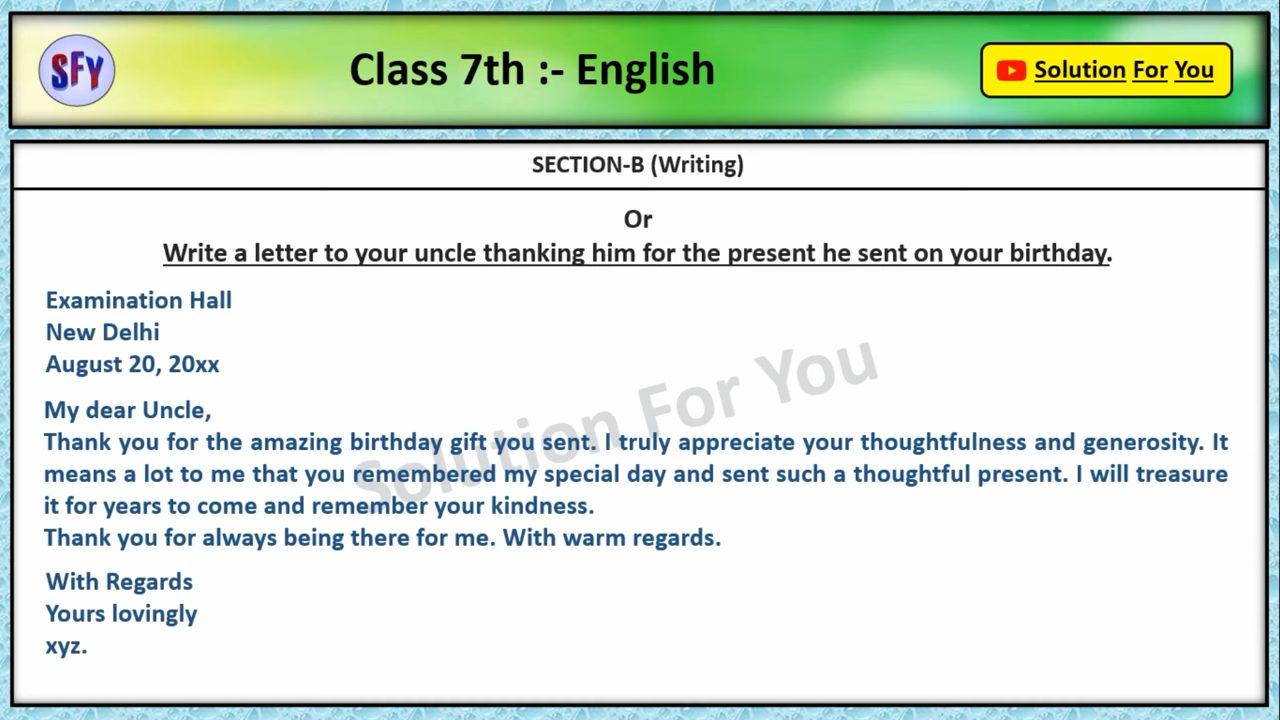 SFY
Class 7th :- English
Solution For You
SECTION-B (Writing)
Or
Write a letter to your uncle thanking him for the present he sent on your birthday.
Examination Hall
New Delhi
August 20, 20xx
My dear Uncle,
Thank you for the amazing birthday gift you sent. I truly appreciate your thoughtfulness and generosity. It
means a lot to me that you remembered my special day and sent such a thoughtful present. I will treasure
it for years to come and remember your kindness.
Thank you for always being there for me. With warm regards.
With Regards
Yours lovingly
xyz.
Solution For You